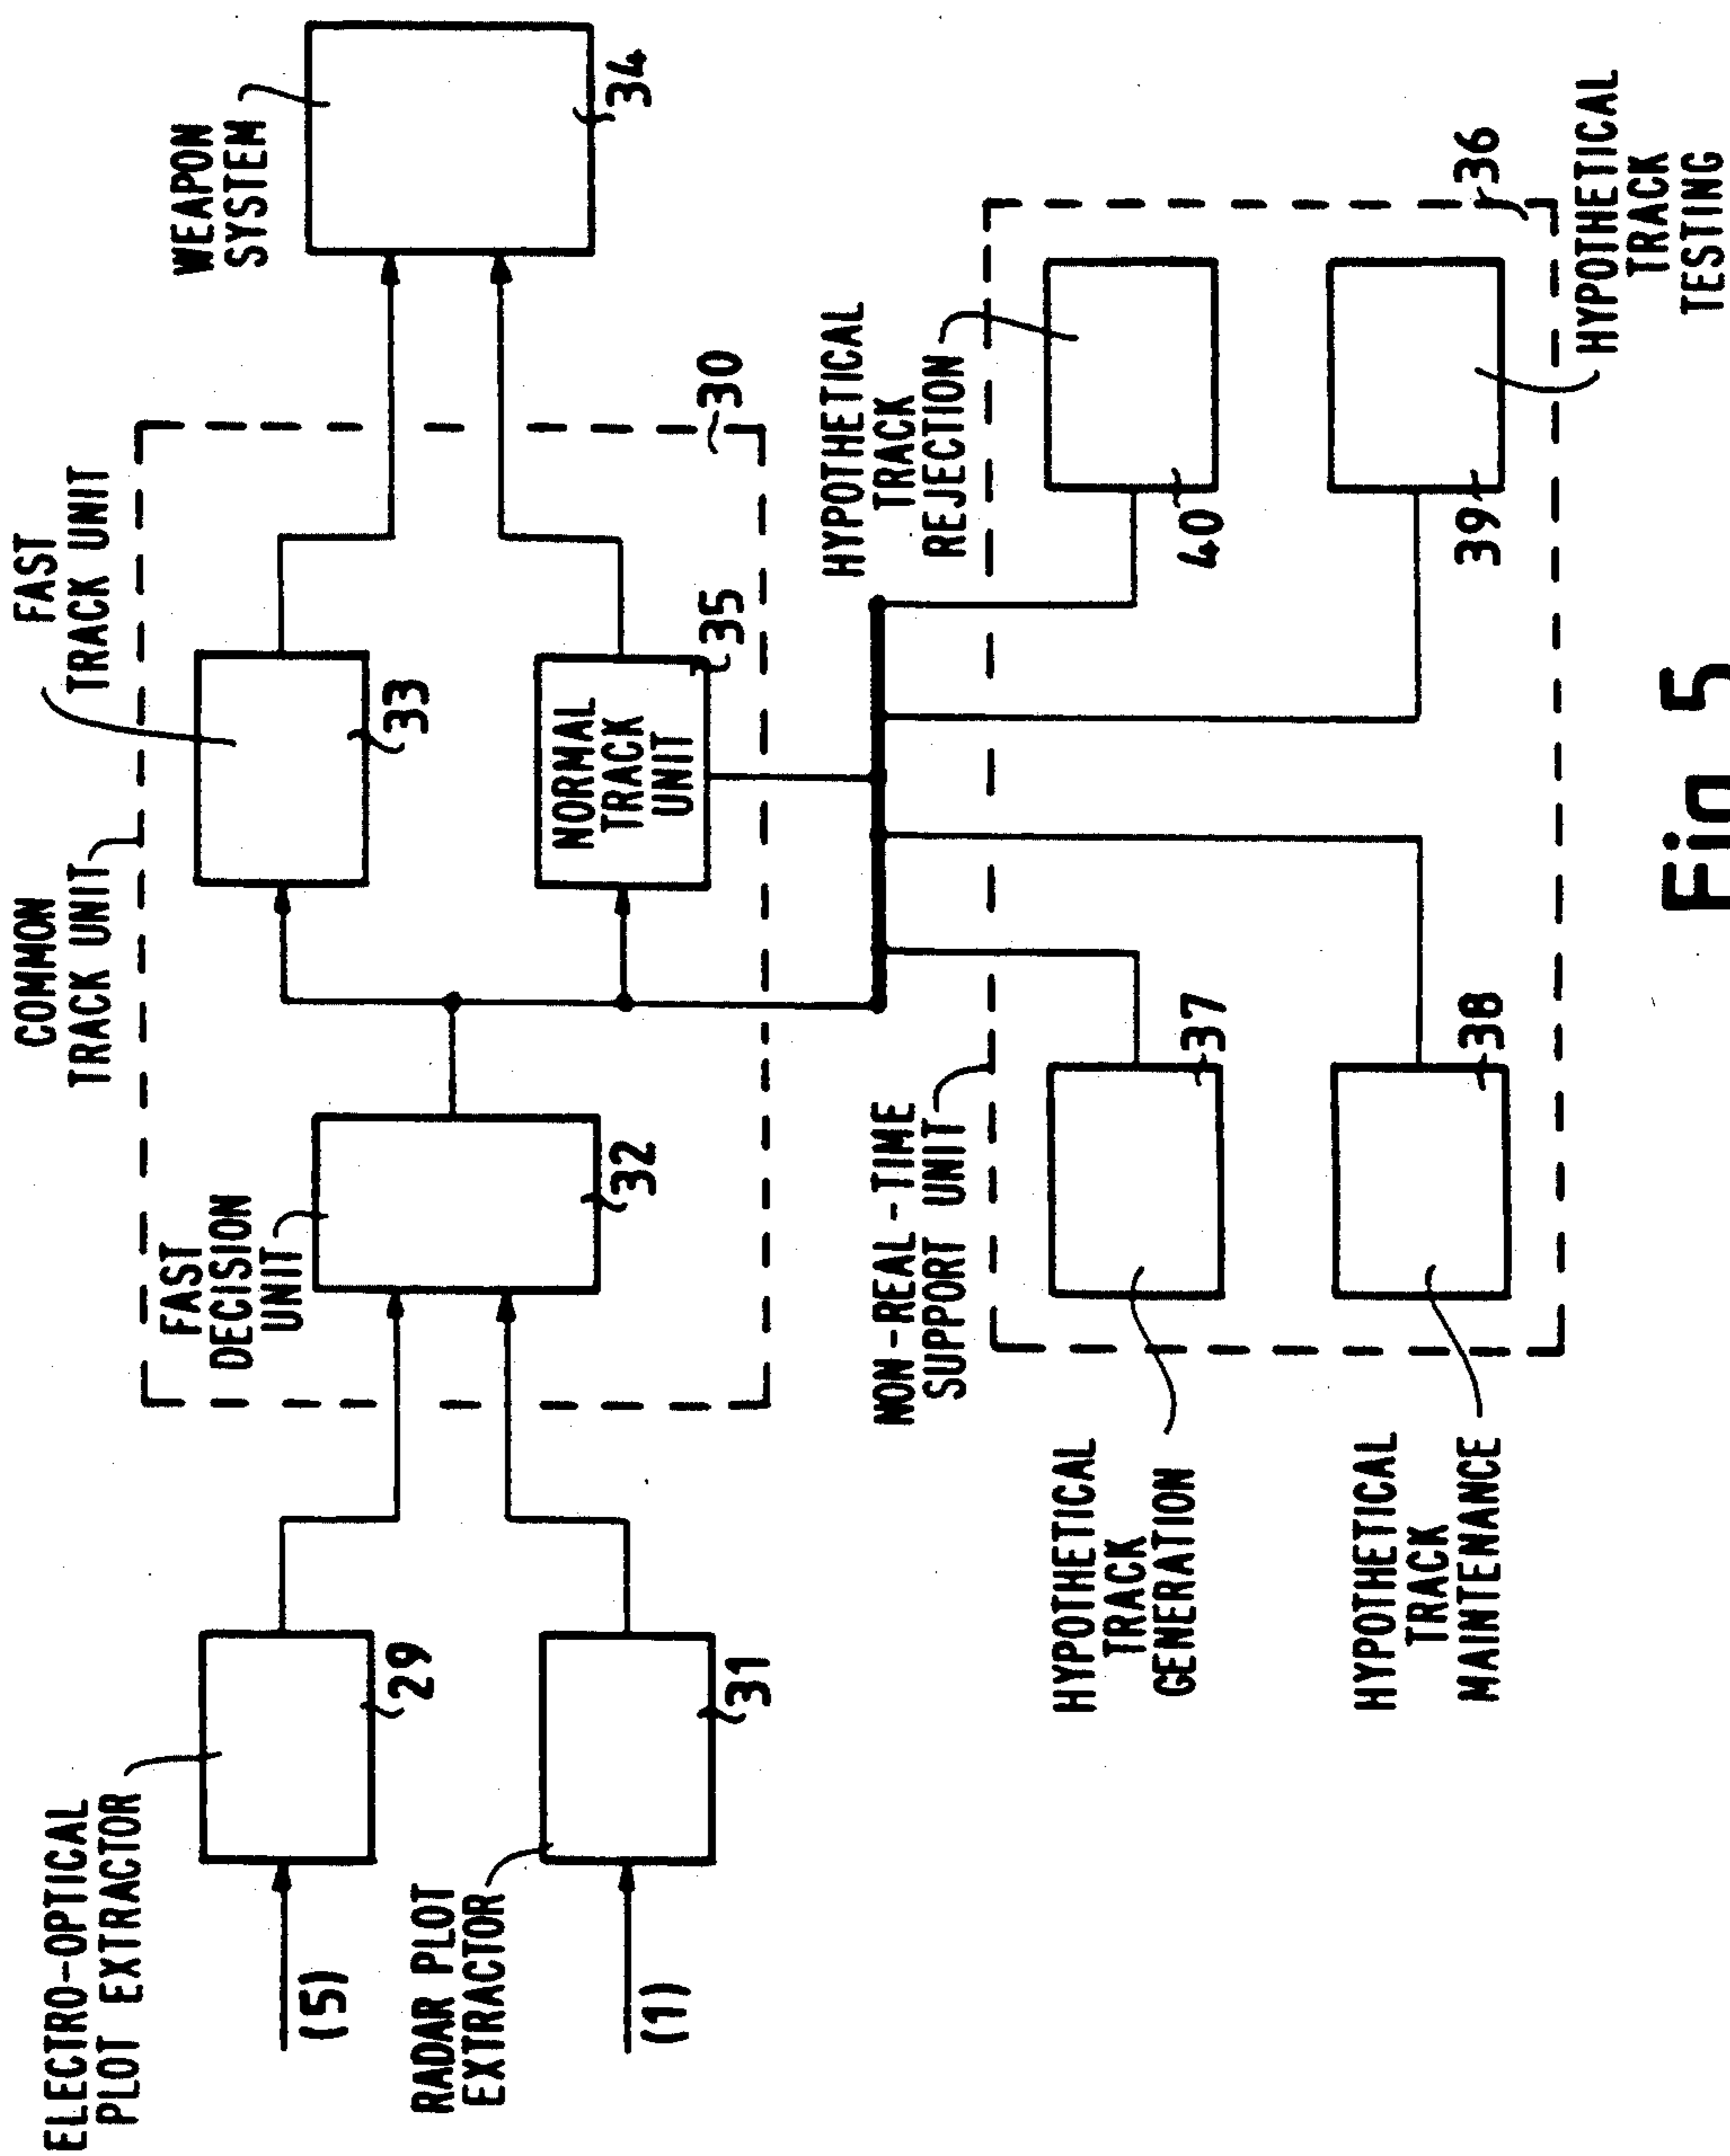 ELECTRO-OPTICAL
PLOT EXTRACTOR
29
(5)
RADAR PLOT
EXTRACTOR
31
(1)
COMMON
TRACK UNIT
FAST
DECISION
UNIT
32
FAST
TRACK UNIT
33
NORMAL
TRACK
UNIT
35
30
WEAPON
SYSTEM
34
NON-REAL-TIME
SUPPORT UNIT
HYPOTHETICAL
TRACK
GENERATION
37
HYPOTHETICAL
TRACK
MAINTENANCE
38
HYPOTHETICAL
TRACK
REJECTION
40
39
36
HYPOTHETICAL
TRACK
TESTING
Fig. 5